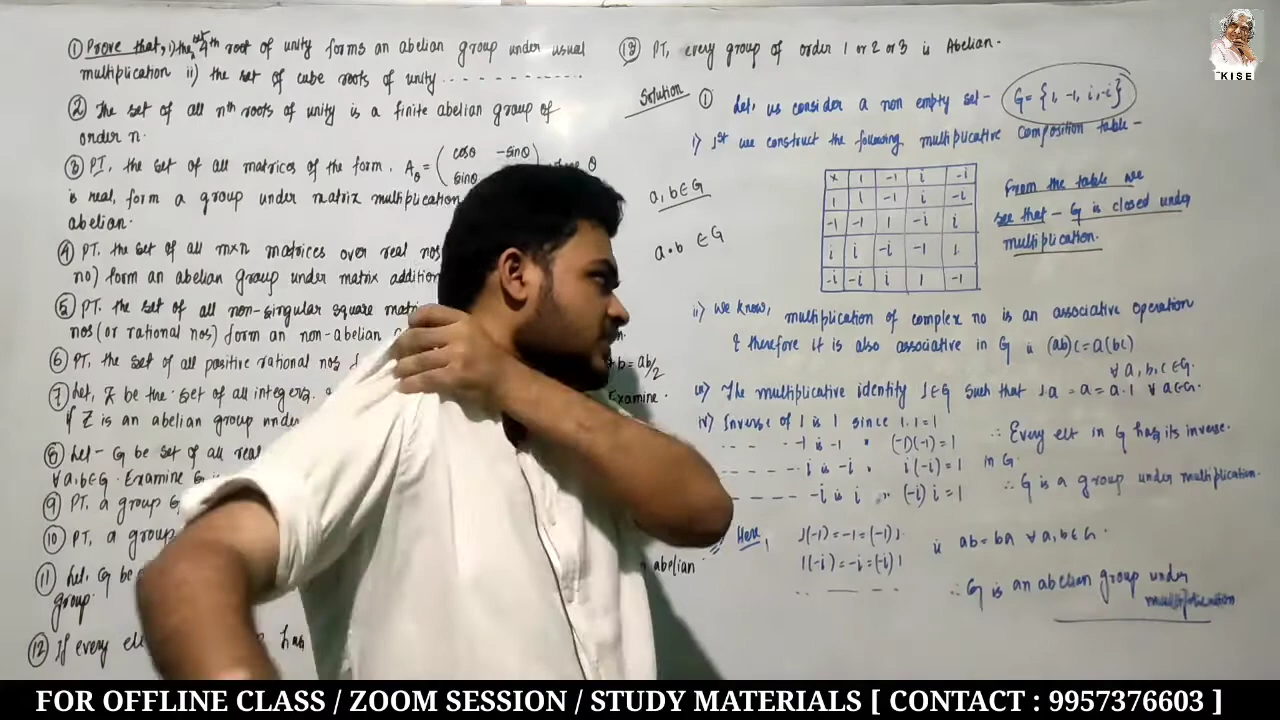 ① Prove that, i) the set 4th root of unity forms an abelian group under usual
multiplication ii) the set of cube roots of unity
② The set of all nth roots of unity is a finite abelian group of
order n.
③ PT, the set of all matrices of the form. Aθ = ( cosθ -sinθ
sinθ θ
is real, form a group under matrix multiplication
abelian.
④ PT. the set of all m×n matrices over real nos
no) form an abelian group under matrix addition
⑤ PT. the set of all non-singular square matri
nos (or rational nos) form an non-abelian
⑥ PT, the set of all positive rational nos
*b = ab/2
⑦ Let, Z be the set of all integers.
Examine.
if Z is an abelian group under
⑧ Let G be set of all real
∀ a,b∈G. Examine G
⑨ PT, a group G
⑩ PT, a group
abelian.
⑪ Let, G be
group.
⑫ If every el has
⑬ PT, every group of order 1 or 2 or 3 is Abelian.
Solution ① Let, us consider a non empty set- G = {1, -1, i, -i}
i) 1st we construct the following multiplicative composition table-
a, b ∈ G
a•b ∈ G
× 1 -1 i -i
1 1 -1 i -i
-1 -1 1 -i i
i i -i -1 1
-i -i i 1 -1
From the table we
see that - G is closed under
multiplication.
ii) We know, multiplication of complex no is an associative operation
& therefore it is also associative in G ie (ab)c = a(bc)
∀ a,b,c ∈ G.
iii) The multiplicative identity 1∈G such that 1.a = a = a.1 ∀ a∈G.
iv) Inverse of 1 is 1 since 1.1=1
-1 is -1 " (-1)(-1) = 1
i is -i " i(-i) = 1
-i is i " (-i) i = 1
∴ Every elt in G has its inverse.
in G.
∴ G is a group under multiplication.
Here, 1(-1) = -1 = (-1)1.
1(-i) = -i = (-i)1
ie ab = ba ∀ a,b∈G.
∴ G is an abelian group under
multiplication
KISE
FOR OFFLINE CLASS / ZOOM SESSION / STUDY MATERIALS [ CONTACT : 9957376603 ]